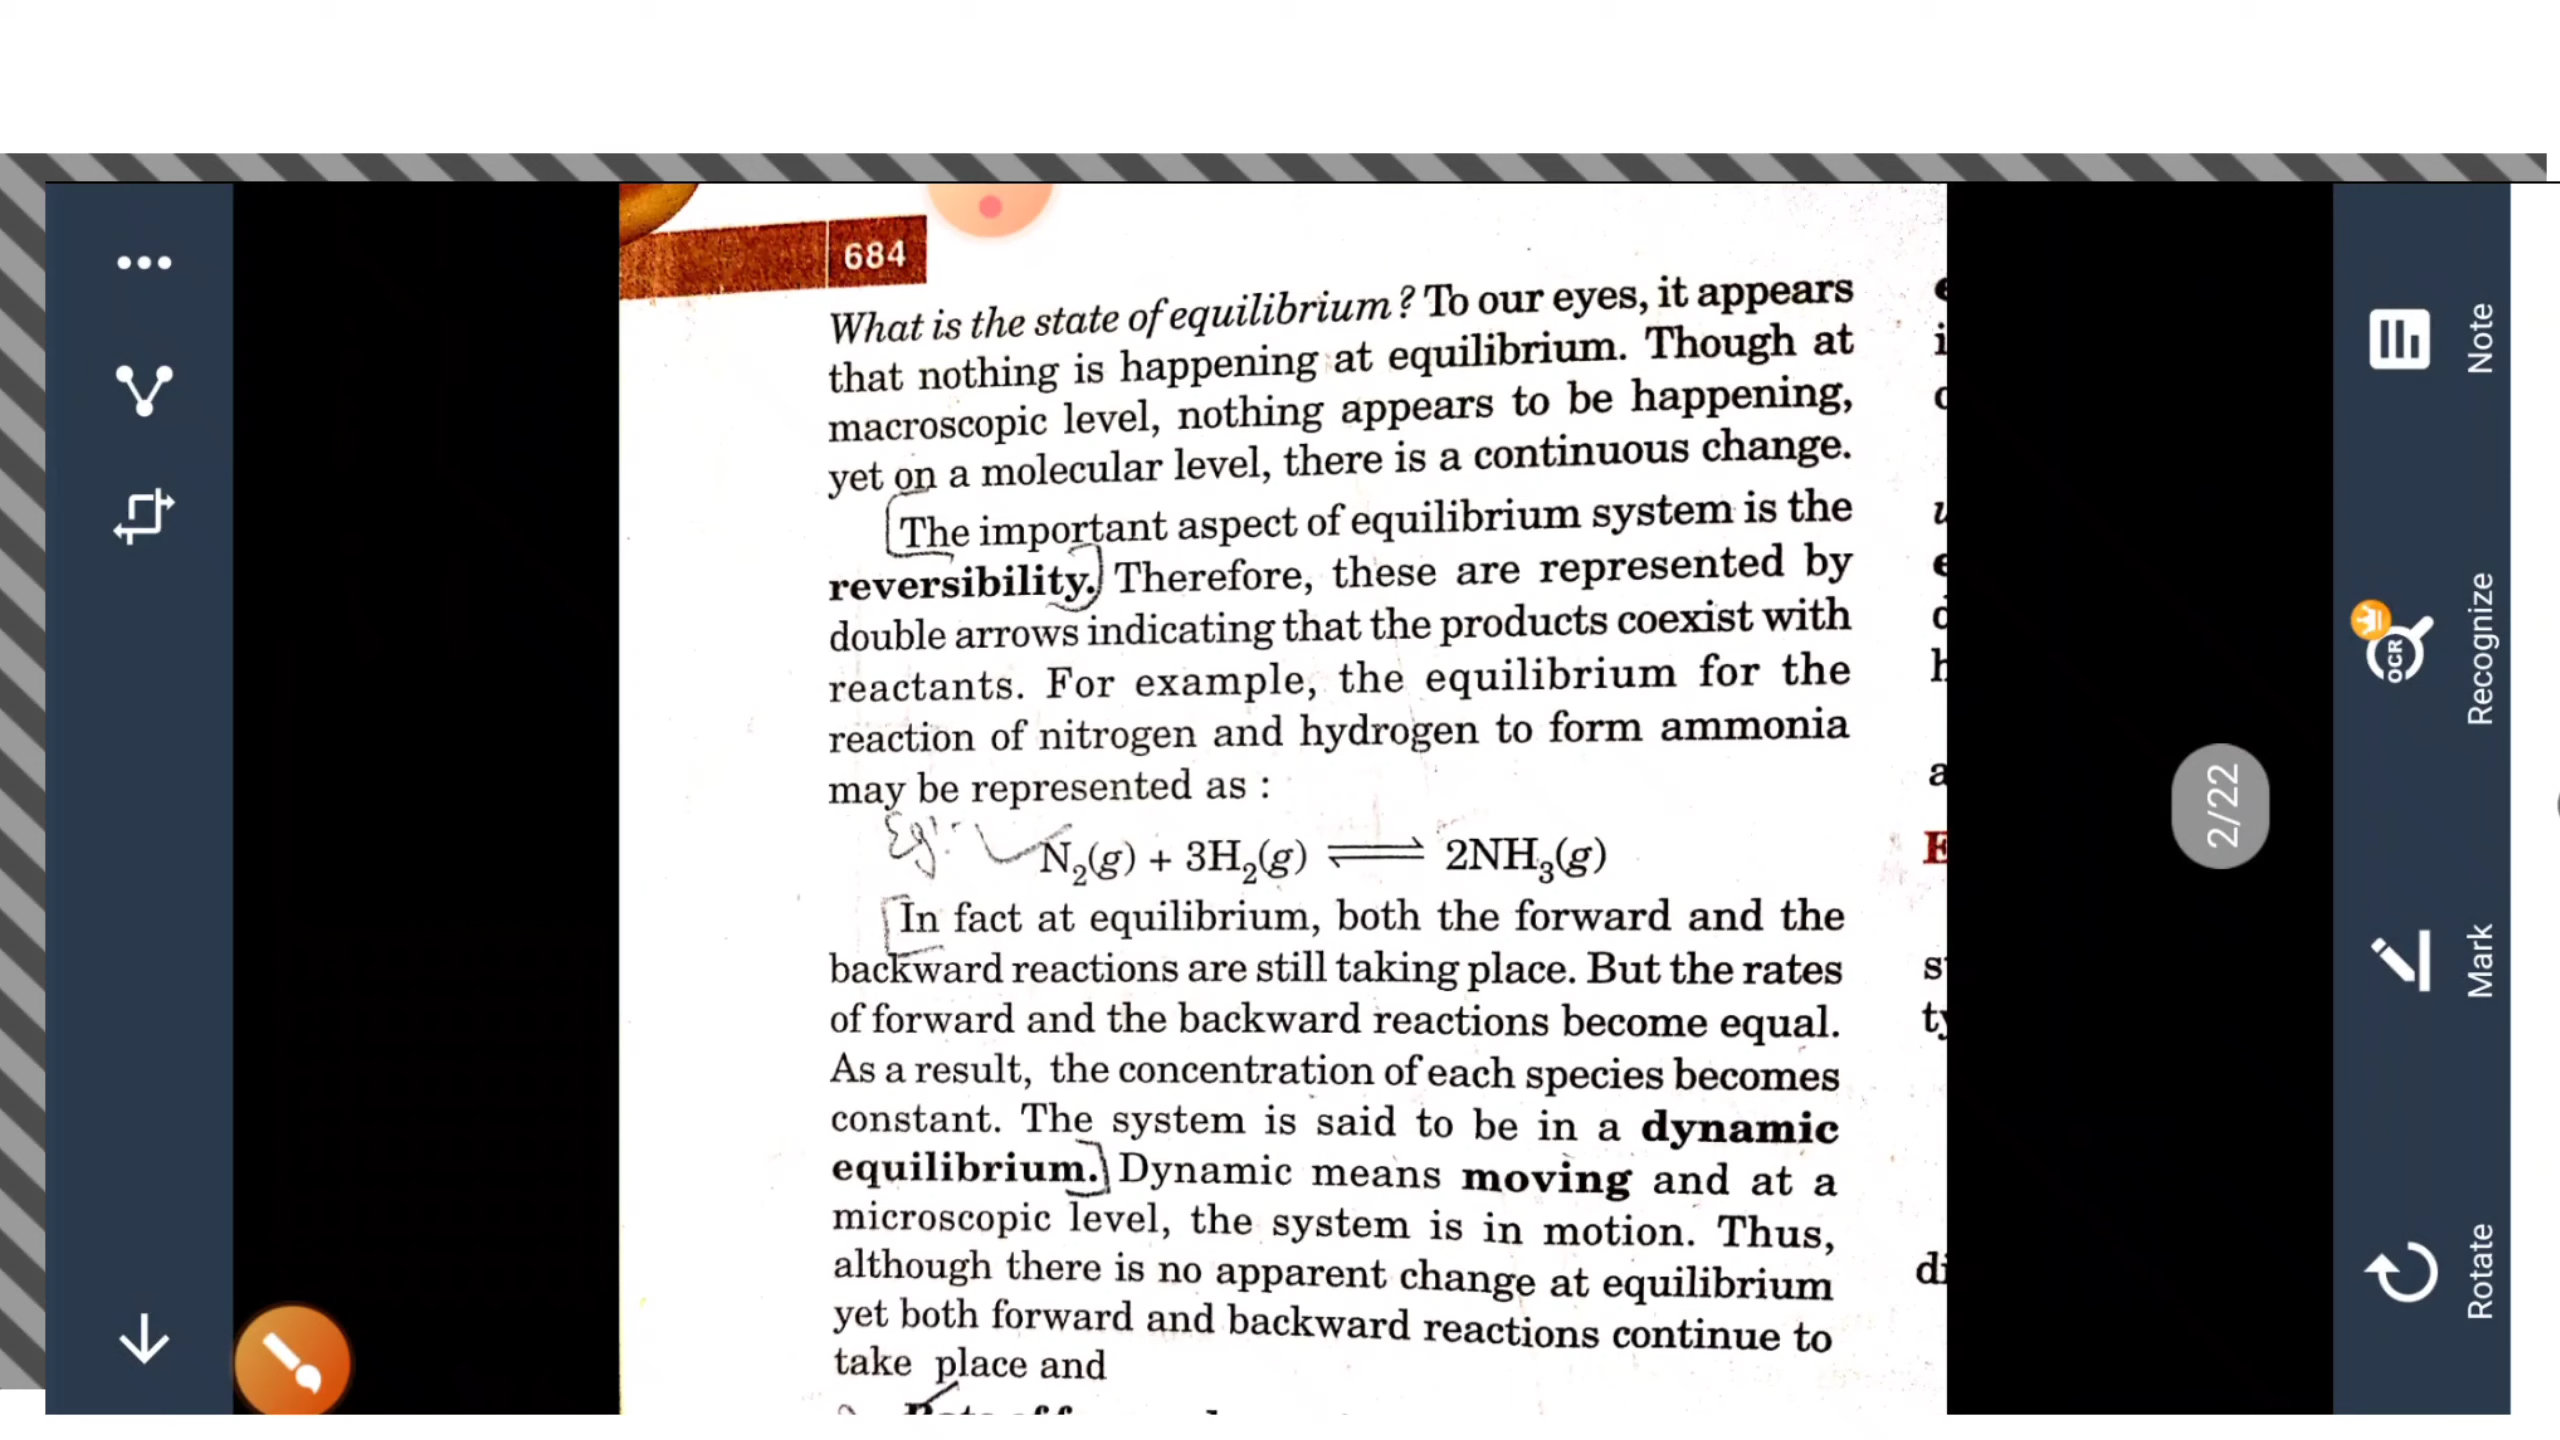 684
What is the state of equilibrium? To our eyes, it appears
that nothing is happening at equilibrium. Though at
macroscopic level, nothing appears to be happening,
yet on a molecular level, there is a continuous change.
The important aspect of equilibrium system is the
reversibility. Therefore, these are represented by
double arrows indicating that the products coexist with
reactants. For example, the equilibrium for the
reaction of nitrogen and hydrogen to form ammonia
may be represented as :
Eg:-
N₂(g) + 3H₂(g) ⇌ 2NH₃(g)
In fact at equilibrium, both the forward and the
backward reactions are still taking place. But the rates
of forward and the backward reactions become equal.
As a result, the concentration of each species becomes
constant. The system is said to be in a dynamic
equilibrium. Dynamic means moving and at a
microscopic level, the system is in motion. Thus,
although there is no apparent change at equilibrium
yet both forward and backward reactions continue to
take place and
2/22
Note
OCR
Recognize
Mark
Rotate